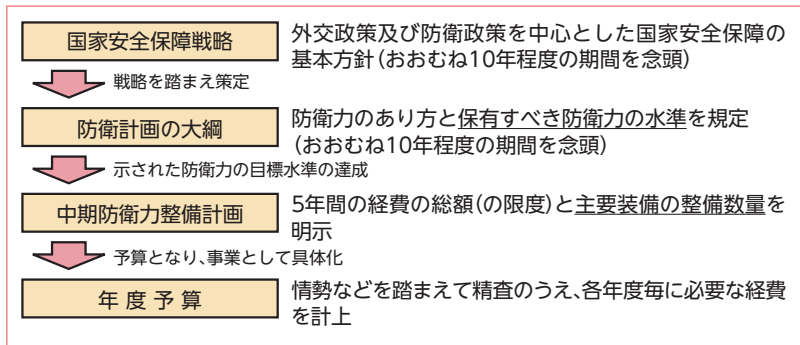 国家安全保障戦略
外交政策及び防衛政策を中心とした国家安全保障の
基本方針(おおむね10年程度の期間を念頭)
戦略を踏まえ策定
防衛計画の大綱
防衛力のあり方と保有すべき防衛力の水準を規定
(おおむね10年程度の期間を念頭)
示された防衛力の目標水準の達成
中期防衛力整備計画
5年間の経費の総額(の限度)と主要装備の整備数量を
明示
予算となり、事業として具体化
年度予算
情勢などを踏まえて精査のうえ、各年度毎に必要な経費
を計上